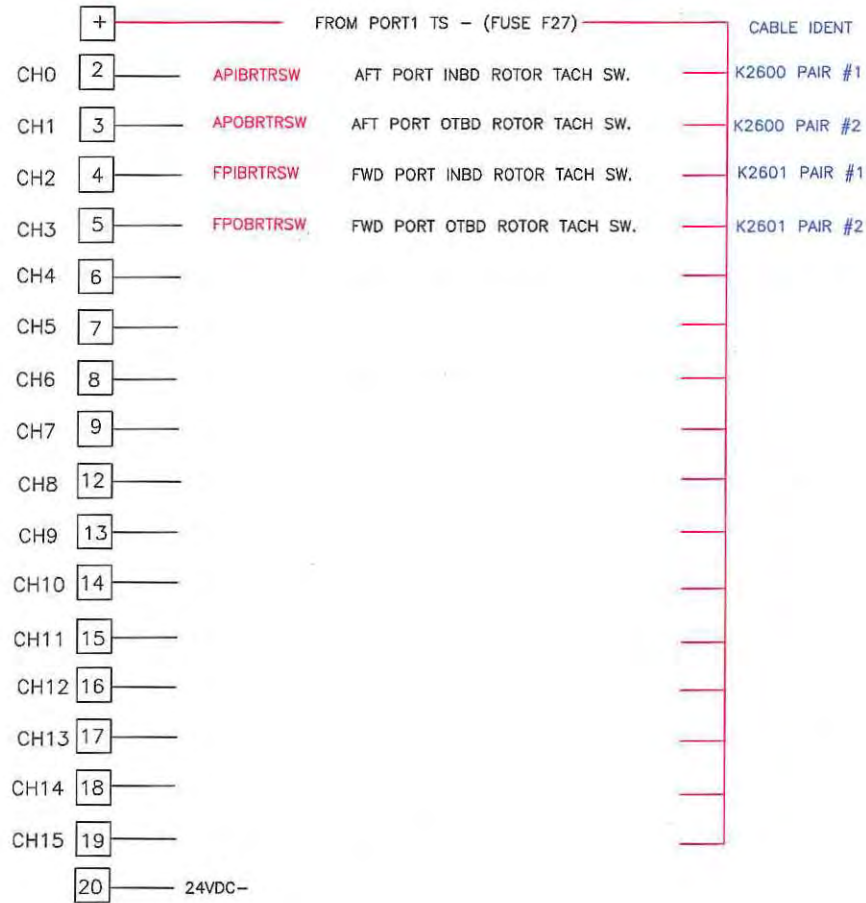 + FROM PORT1 TS - (FUSE F27) CABLE IDENT
CH0 2 APIBRTRSW AFT PORT INBD ROTOR TACH SW. K2600 PAIR #1
CH1 3 APOBRTRSW AFT PORT OTBD ROTOR TACH SW. K2600 PAIR #2
CH2 4 FPIBRTRSW FWD PORT INBD ROTOR TACH SW. K2601 PAIR #1
CH3 5 FPOBRTRSW FWD PORT OTBD ROTOR TACH SW. K2601 PAIR #2
CH4 6
CH5 7
CH6 8
CH7 9
CH8 12
CH9 13
CH10 14
CH11 15
CH12 16
CH13 17
CH14 18
CH15 19
20 24VDC-